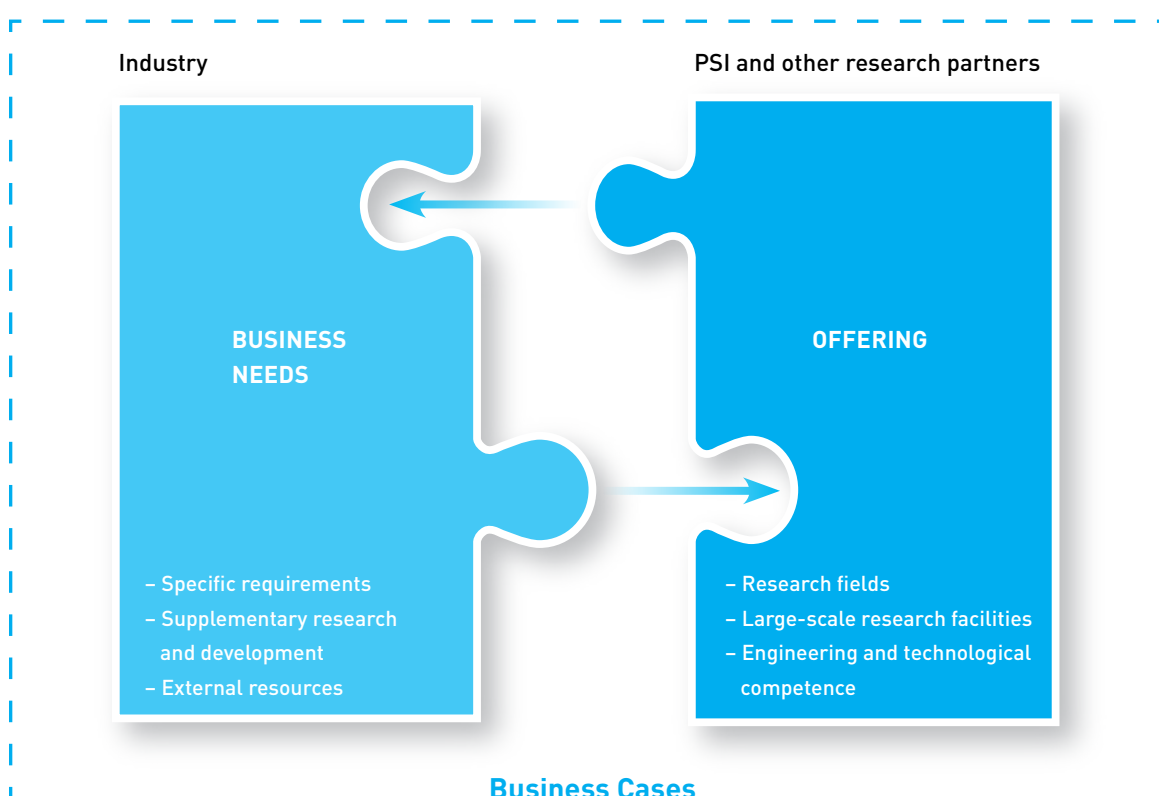 Industry
PSI and other research partners
BUSINESS
NEEDS
OFFERING
– Specific requirements
– Supplementary research
and development
– External resources
– Research fields
– Large-scale research facilities
– Engineering and technological
competence
Business Cases